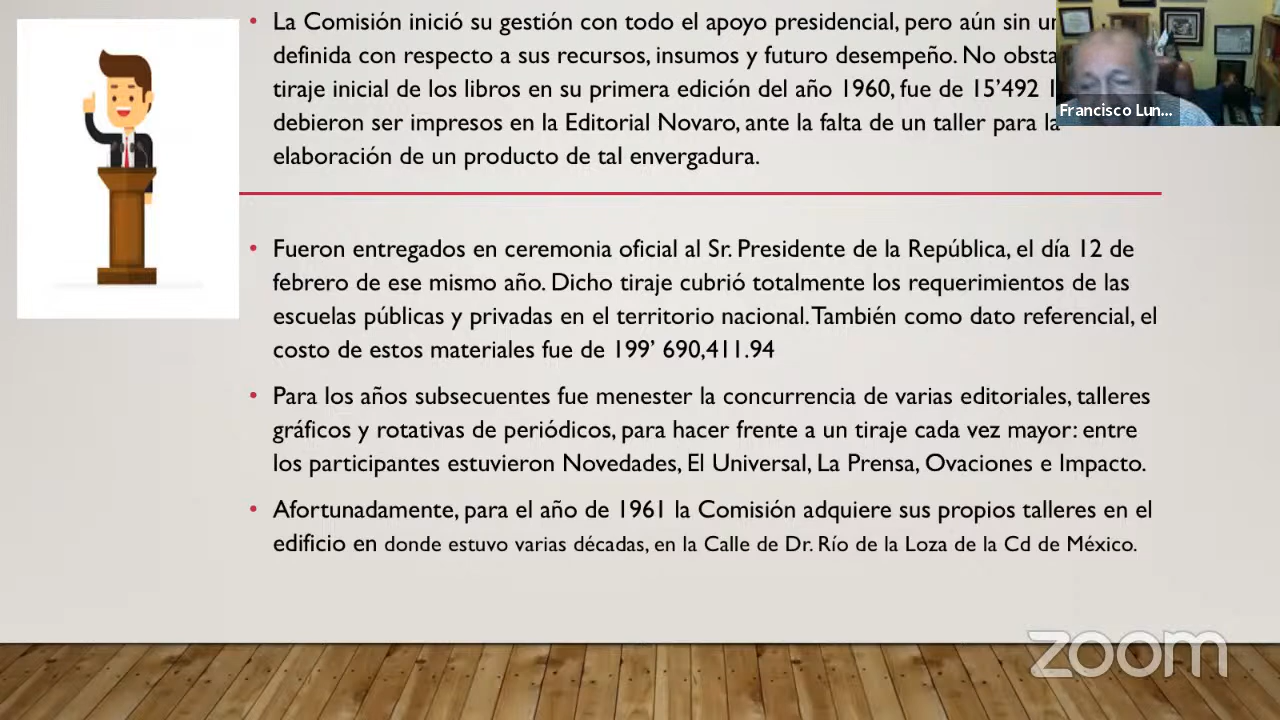 • La Comisión inició su gestión con todo el apoyo presidencial, pero aún sin
definida con respecto a sus recursos, insumos y futuro desempeño. No
tiraje inicial de los libros en su primera edición del año 1960, fue de 15’492
debieron ser impresos en la Editorial Novaro, ante la falta de un taller para la
elaboración de un producto de tal envergadura.
Francisco Lun...
• Fueron entregados en ceremonia oficial al Sr. Presidente de la República, el día 12 de
febrero de ese mismo año. Dicho tiraje cubrió totalmente los requerimientos de las
escuelas públicas y privadas en el territorio nacional. También como dato referencial, el
costo de estos materiales fue de 199’ 690,411.94
• Para los años subsecuentes fue menester la concurrencia de varias editoriales, talleres
gráficos y rotativas de periódicos, para hacer frente a un tiraje cada vez mayor: entre
los participantes estuvieron Novedades, El Universal, La Prensa, Ovaciones e Impacto.
• Afortunadamente, para el año de 1961 la Comisión adquiere sus propios talleres en el
edificio en donde estuvo varias décadas, en la Calle de Dr. Río de la Loza de la Cd de México.
zoom